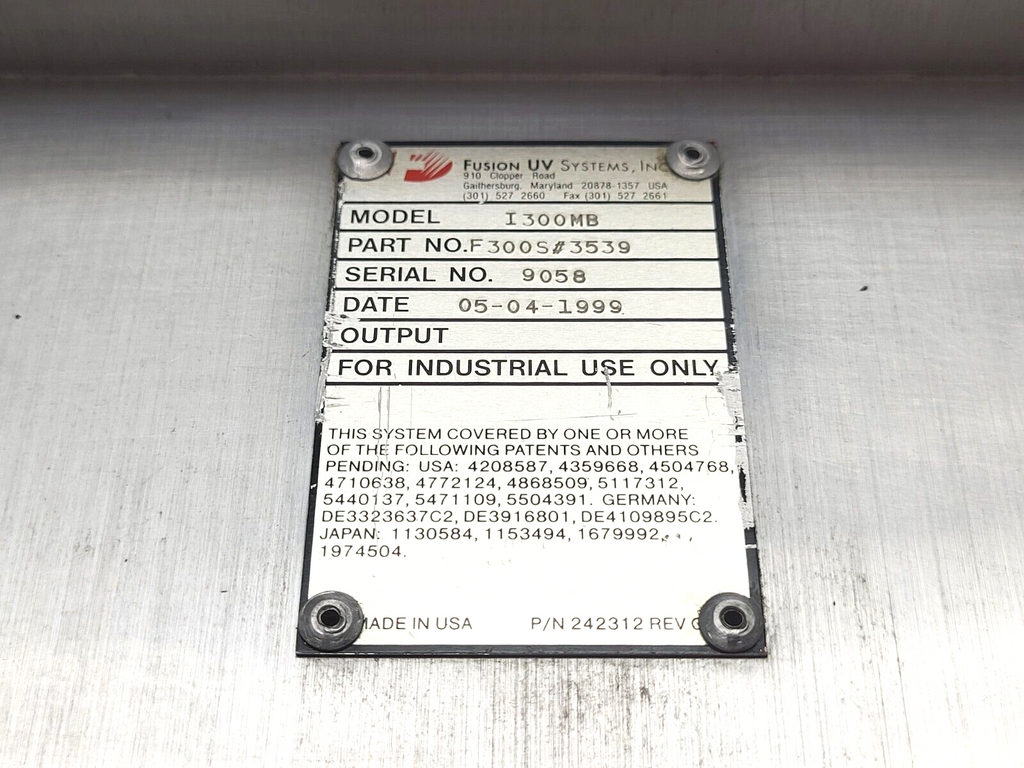 FUSION UV SYSTEMS, INC
910 Clopper Road
Gaithersburg, Maryland 20878-1357 USA
(301) 527 2660 Fax (301) 527 2661
MODEL I300MB
PART NO. F300S#3539
SERIAL NO. 9058
DATE 05-04-1999
OUTPUT
FOR INDUSTRIAL USE ONLY
THIS SYSTEM COVERED BY ONE OR MORE
OF THE FOLLOWING PATENTS AND OTHERS
PENDING: USA: 4208587, 4359668, 4504768,
4710638, 4772124, 4868509, 5117312,
5440137, 5471109, 5504391. GERMANY:
DE3323637C2, DE3916801, DE4109895C2.
JAPAN: 1130584, 1153494, 1679992, ,
1974504.
MADE IN USA P/N 242312 REV